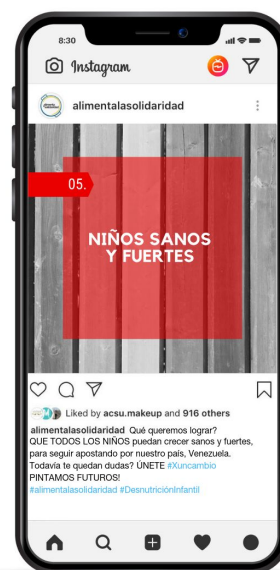 8:30
Instagram
alimentalasolidaridad
05.
NIÑOS SANOS
Y FUERTES
Liked by acsu.makeup and 916 others
alimentalasolidaridad Qué queremos lograr?
QUE TODOS LOS NIÑOS puedan crecer sanos y fuertes,
para seguir apostando por nuestro país, Venezuela.
Todavía te quedan dudas? ÚNETE #Xuncambio
PINTAMOS FUTUROS!
#alimentalasolidaridad #DesnutriciónInfantil